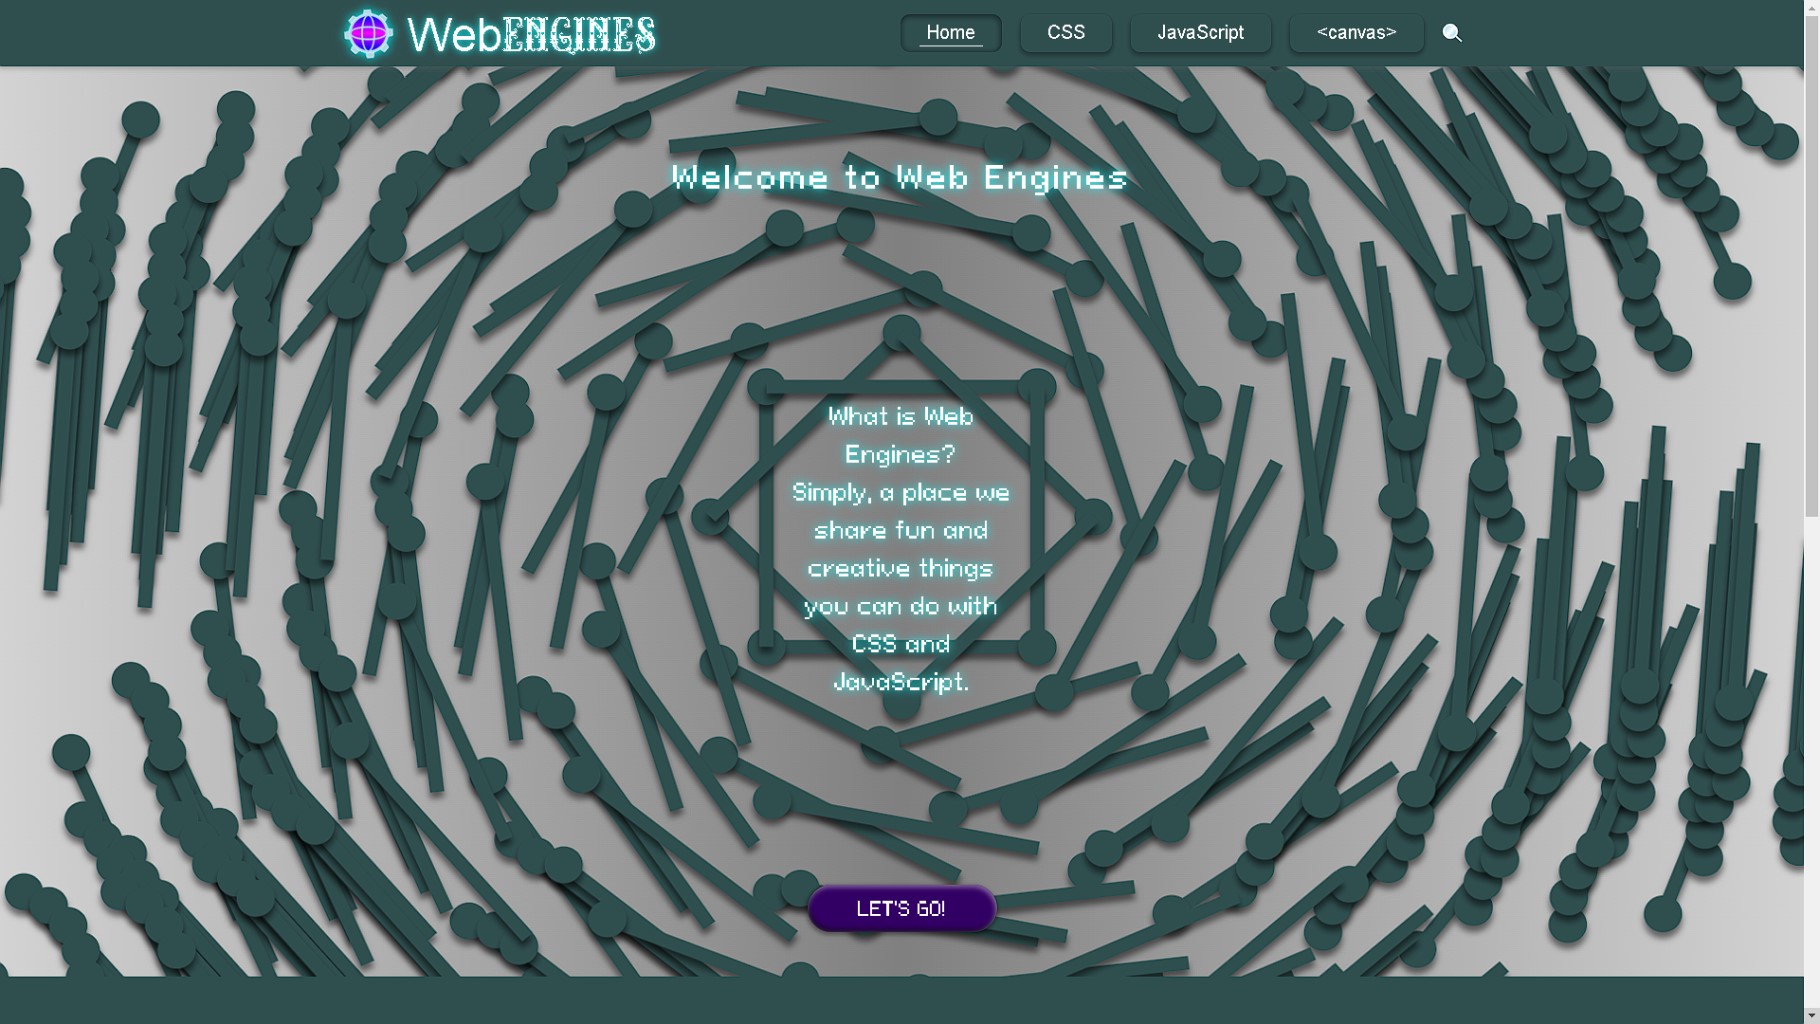 WebENGINES
Home
CSS
JavaScript
<canvas>
Welcome to Web Engines
What is Web
Engines?
Simply, a place we
share fun and
creative things
you can do with
CSS and
JavaScript.
LET'S GO!